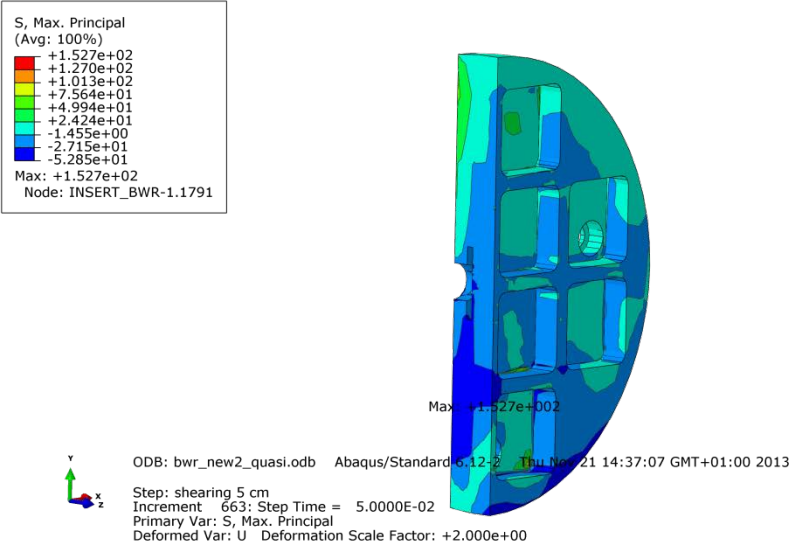 S, Max. Principal
(Avg: 100%)
+1.527e+02
+1.270e+02
+1.013e+02
+7.564e+01
+4.994e+01
+2.424e+01
-1.455e+00
-2.715e+01
-5.285e+01
Max: +1.527e+02
Node: INSERT_BWR-1.1791
Max: +1.527e+002
Y
X
Z
ODB: bwr_new2_quasi.odb Abaqus/Standard 6.12-2 Thu Nov 21 14:37:07 GMT+01:00 2013
Step: shearing 5 cm
Increment 663: Step Time = 5.0000E-02
Primary Var: S, Max. Principal
Deformed Var: U Deformation Scale Factor: +2.000e+00